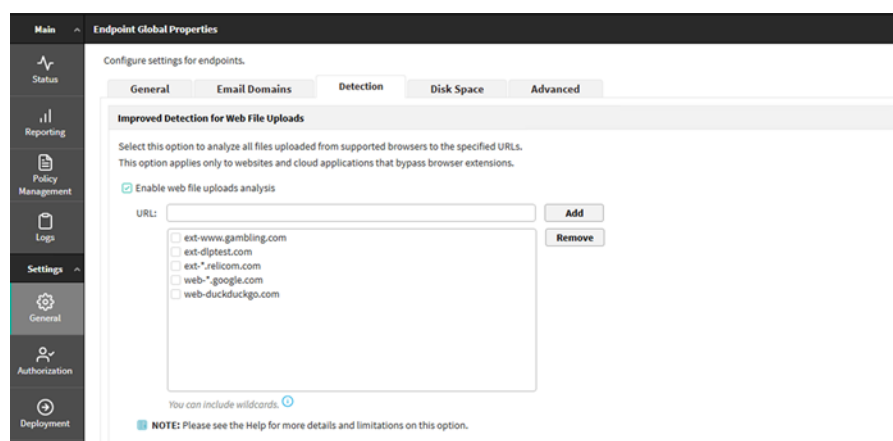 Main
Endpoint Global Properties
Status
Reporting
Policy
Management
Logs
Settings
General
Authorization
Deployment
Configure settings for endpoints.
General
Email Domains
Detection
Disk Space
Advanced
Improved Detection for Web File Uploads
Select this option to analyze all files uploaded from supported browsers to the specified URLs.
This option applies only to websites and cloud applications that bypass browser extensions.
Enable web file uploads analysis
URL:
Add
Remove
ext-www.gambling.com
ext-dlptest.com
ext-*.relicom.com
web-*.google.com
web-duckduckgo.com
You can include wildcards.
NOTE: Please see the Help for more details and limitations on this option.